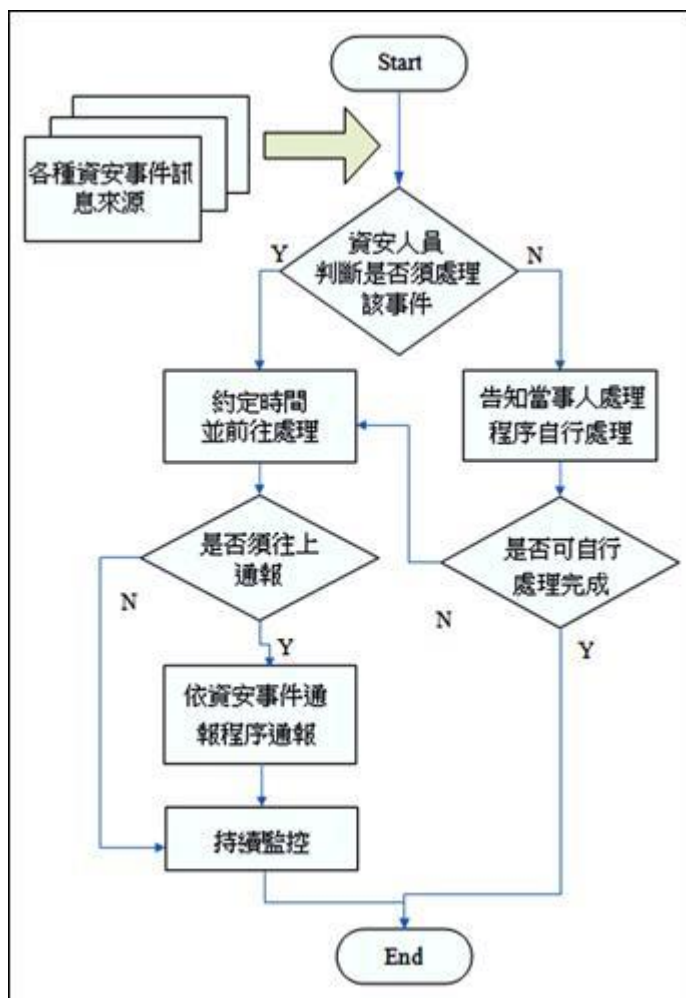 Start
各種資安事件訊
息來源
資安人員
判斷是否須處理
該事件
Y
N
約定時間
並前往處理
告知當事人處理
程序自行處理
是否須往上
通報
是否可自行
處理完成
N
N
Y
Y
依資安事件通
報程序通報
持續監控
End